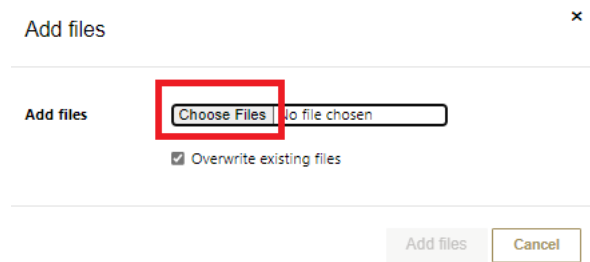 Add files
×
Add files
Choose Files No file chosen
Overwrite existing files
Add files Cancel